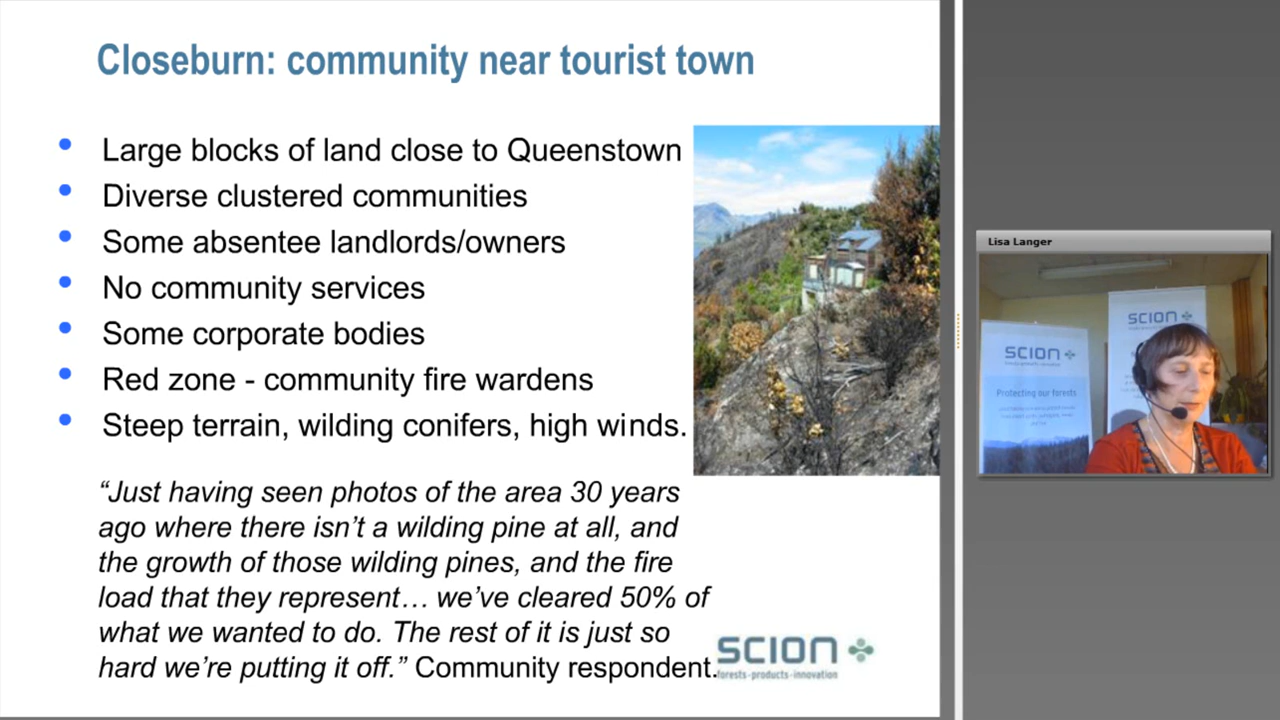 Closeburn: community near tourist town
Large blocks of land close to Queenstown
Diverse clustered communities
Some absentee landlords/owners
No community services
Some corporate bodies
Red zone - community fire wardens
Steep terrain, wilding conifers, high winds.
“Just having seen photos of the area 30 years
ago where there isn’t a wilding pine at all, and
the growth of those wilding pines, and the fire
load that they represent… we’ve cleared 50% of
what we wanted to do. The rest of it is just so
hard we’re putting it off.” Community respondent.
SCION
forests·products·innovation
Lisa Langer
SCION
Protecting our forests
SCION